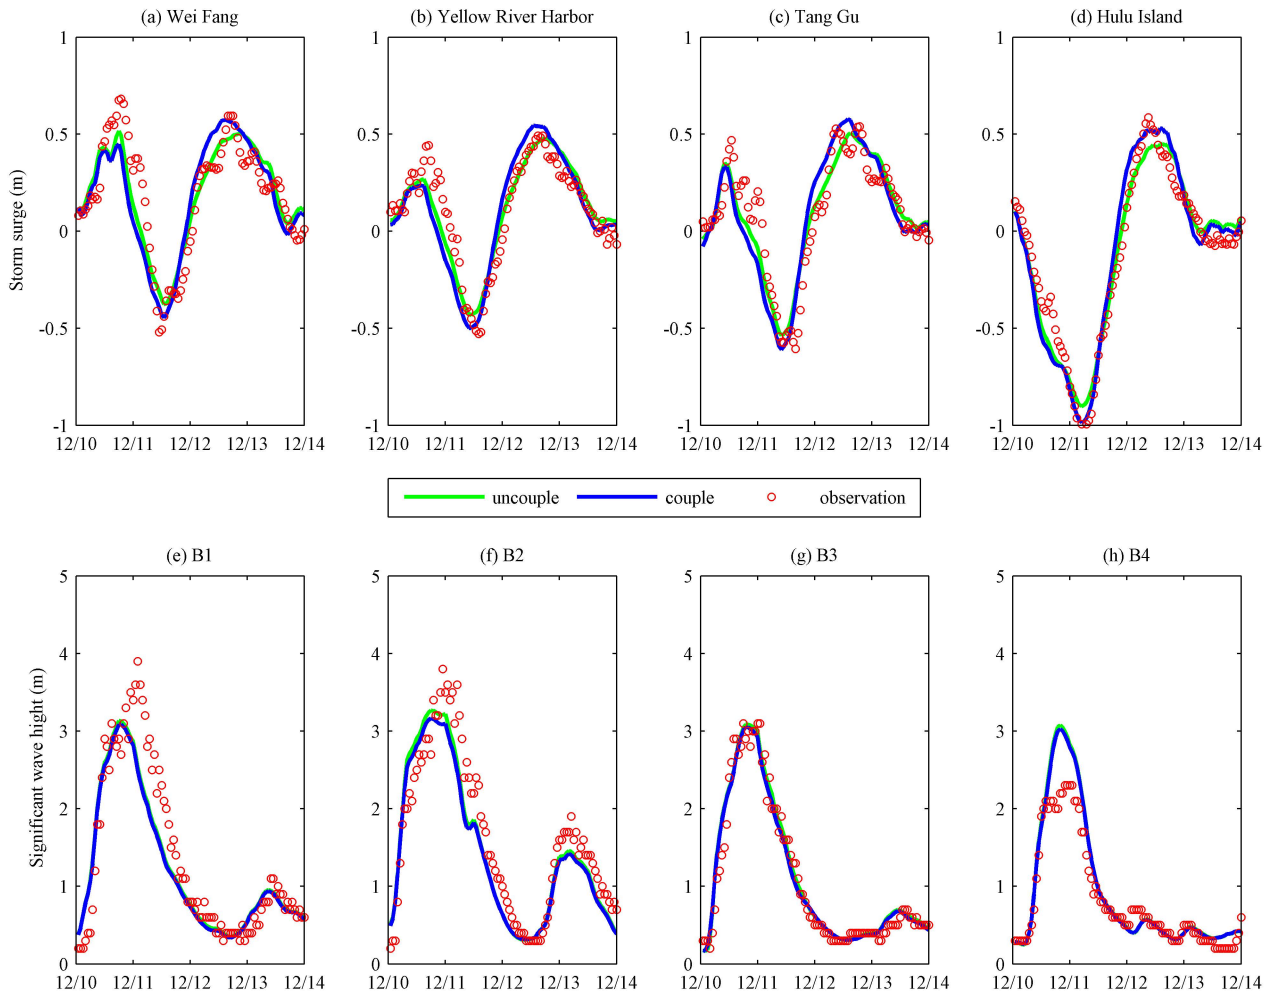 (a) Wei Fang
(b) Yellow River Harbor
(c) Tang Gu
(d) Hulu Island
Storm surge (m)
1
0.5
0
-0.5
-1
12/10 12/11 12/12 12/13 12/14
1
0.5
0
-0.5
-1
12/10 12/11 12/12 12/13 12/14
1
0.5
0
-0.5
-1
12/10 12/11 12/12 12/13 12/14
1
0.5
0
-0.5
-1
12/10 12/11 12/12 12/13 12/14
uncouple couple observation
(e) B1
(f) B2
(g) B3
(h) B4
Significant wave hight (m)
5
4
3
2
1
0
12/10 12/11 12/12 12/13 12/14
5
4
3
2
1
0
12/10 12/11 12/12 12/13 12/14
5
4
3
2
1
0
12/10 12/11 12/12 12/13 12/14
5
4
3
2
1
0
12/10 12/11 12/12 12/13 12/14